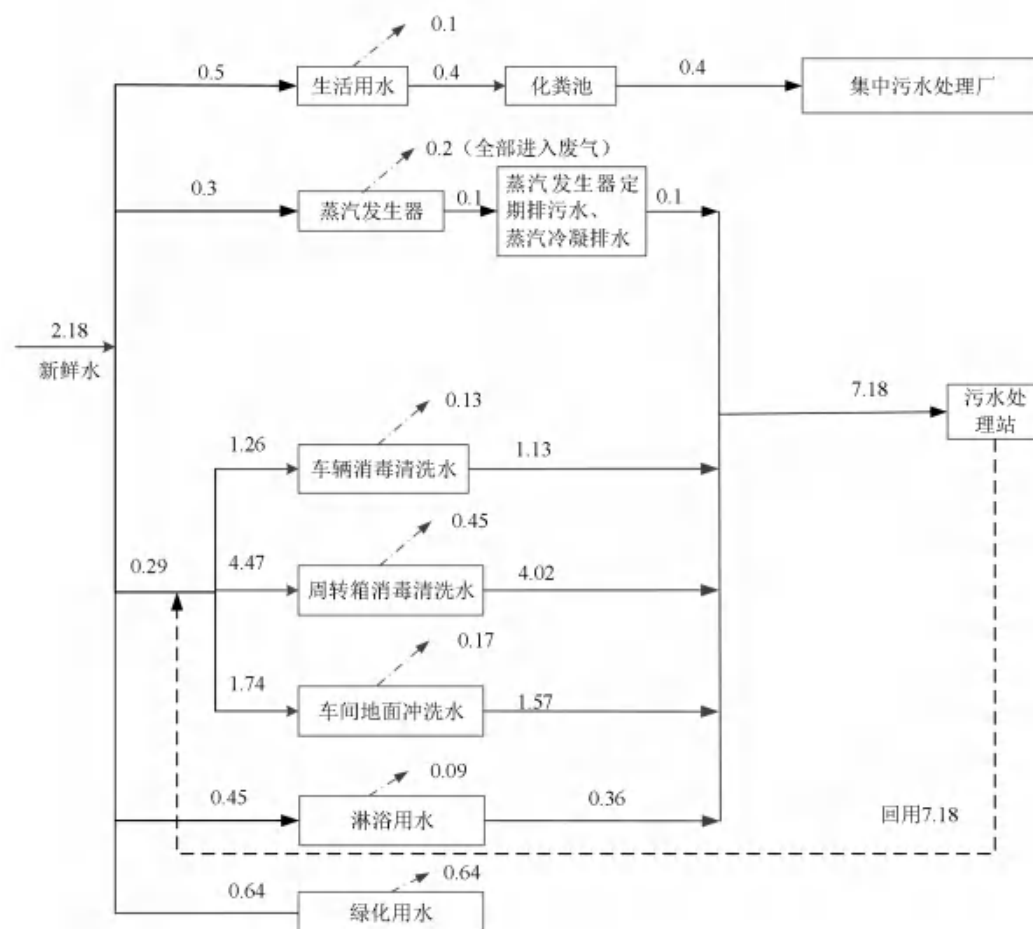 0.1
0.5
生活用水
0.4
化粪池
0.4
集中污水处理厂
0.2（全部进入废气）
0.3
蒸汽发生器
0.1
蒸汽发生器定
期排污水、
蒸汽冷凝排水
0.1
2.18
新鲜水
7.18
污水处
理站
0.13
1.26
车辆消毒清洗水
1.13
0.45
0.29
4.47
周转箱消毒清洗水
4.02
0.17
1.74
车间地面冲洗水
1.57
0.09
0.45
淋浴用水
0.36
回用7.18
0.64
0.64
绿化用水